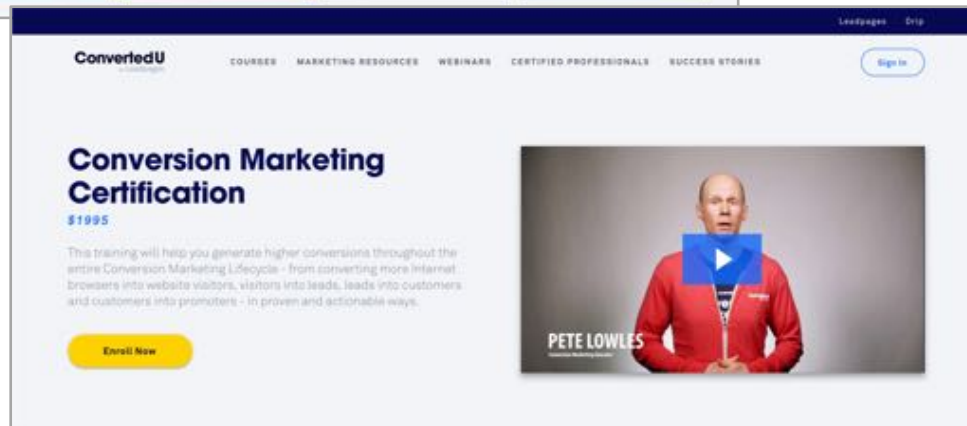 Leadpages Drip
ConvertedU
COURSES MARKETING RESOURCES WEBINARS CERTIFIED PROFESSIONALS SUCCESS STORIES
Sign in
Conversion Marketing
Certification
$1995
This training will help you generate higher conversions throughout the
entire Conversion Marketing Lifecycle - from converting more Internet
browsers into website visitors, visitors into leads, leads into customers
and customers into promoters - in proven and actionable ways.
Enroll Now
PETE LOWLES
Conversion Marketing Educator